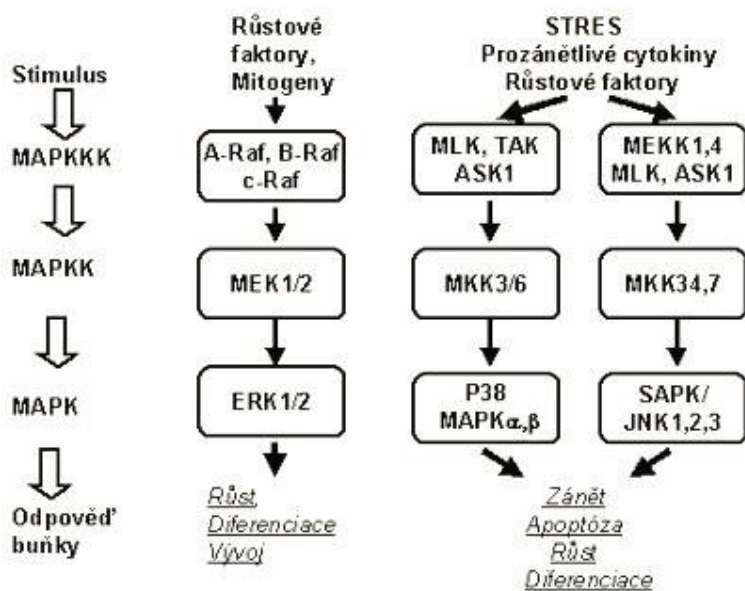 Stimulus
MAPKKK
MAPKK
MAPK
Odpověď
buňky
Růstové
faktory,
Mitogeny
A-Raf, B-Raf
c-Raf
MEK1/2
ERK1/2
Růst,
Diferenciace
Vývoj
STRES
Prozánětlivé cytokiny
Růstové faktory
MLK, TAK
ASK1
MKK3/6
P38
MAPKα,β
MEKK1,4
MLK, ASK1
MKK34,7
SAPK/
JNK1,2,3
Zánět
Apoptóza
Růst
Diferenciace